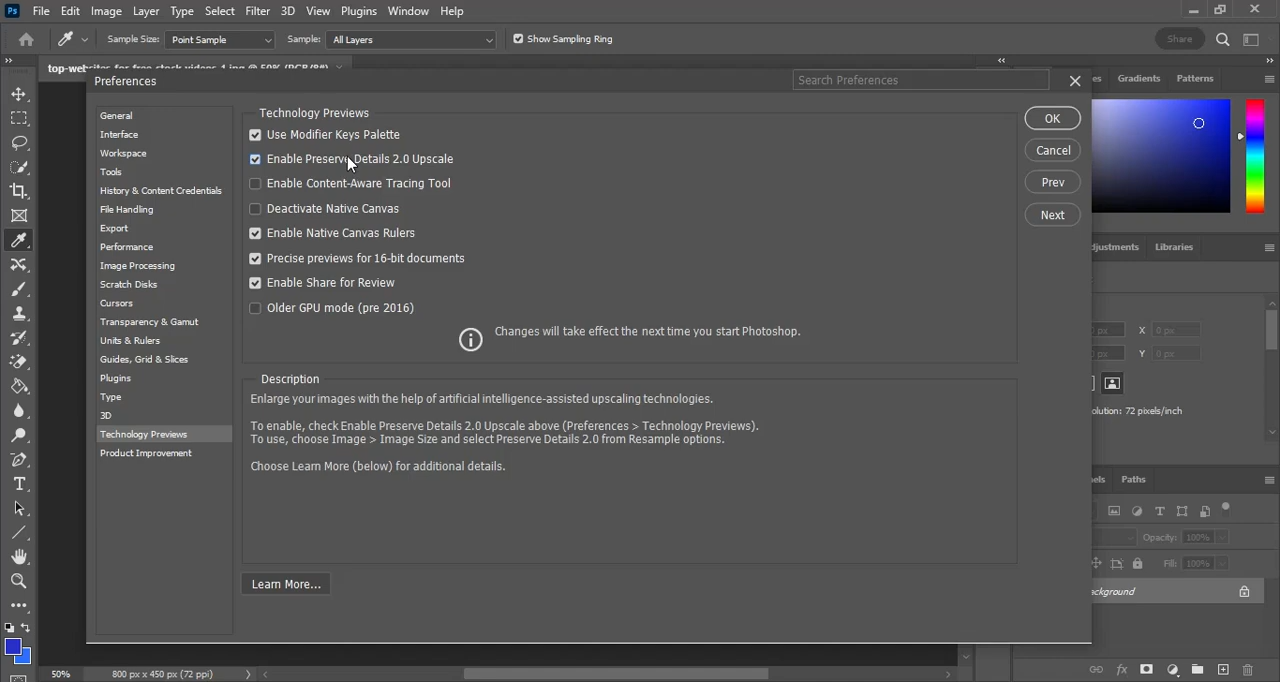 Ps File Edit Image Layer Type Select Filter 3D View Plugins Window Help
Sample Size: Point Sample Sample: All Layers Show Sampling Ring Share
Preferences Search Preferences
Patterns
Gradients
General
Interface
Workspace
Tools
History & Content Credentials
File Handling
Export
Performance
Image Processing
Scratch Disks
Cursors
Transparency & Gamut
Units & Rulers
Guides, Grid & Slices
Plugins
Type
3D
Technology Previews
Product Improvement
Technology Previews
Use Modifier Keys Palette
Enable Preserve Details 2.0 Upscale
Enable Content-Aware Tracing Tool
Deactivate Native Canvas
Enable Native Canvas Rulers
Precise previews for 16-bit documents
Enable Share for Review
Older GPU mode (pre 2016)
Changes will take effect the next time you start Photoshop.
Description
Enlarge your images with the help of artificial intelligence-assisted upscaling technologies.
To enable, check Enable Preserve Details 2.0 Upscale above (Preferences > Technology Previews).
To use, choose Image > Image Size and select Preserve Details 2.0 from Resample options.
Choose Learn More (below) for additional details.
Learn More...
OK
Cancel
Prev
Next
djustments Libraries
px X 0 px
px Y 0 px
olution: 72 pixels/inch
els Paths
Opacity: 100%
Fill: 100%
ackground
50% 800 px x 450 px (72 ppi)